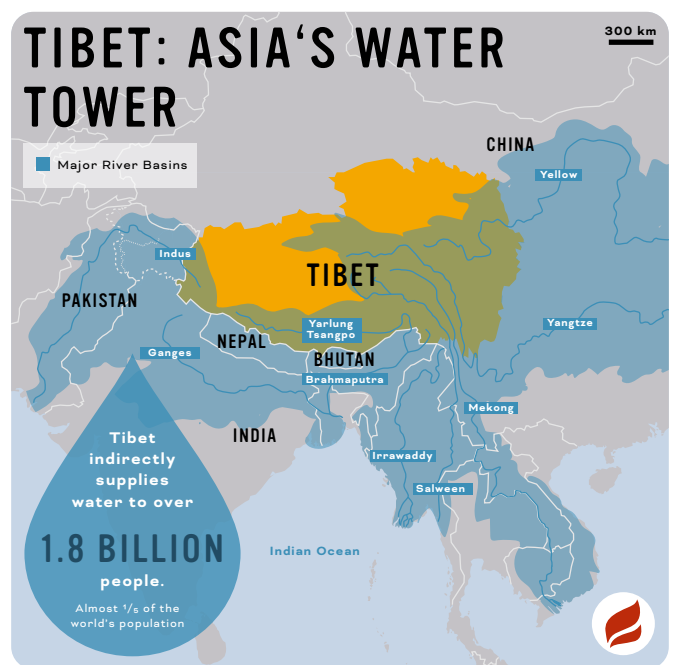 TIBET: ASIA‘S WATER
TOWER
300 km
Major River Basins
CHINA
Yellow
Indus
TIBET
PAKISTAN
Yarlung
Tsangpo
Yangtze
NEPAL
Ganges
BHUTAN
Brahmaputra
Mekong
INDIA
Irrawaddy
Salween
Tibet
indirectly
supplies
water to over
1.8 BILLION
people.
Almost ¹/₅ of the
world's population
Indian Ocean